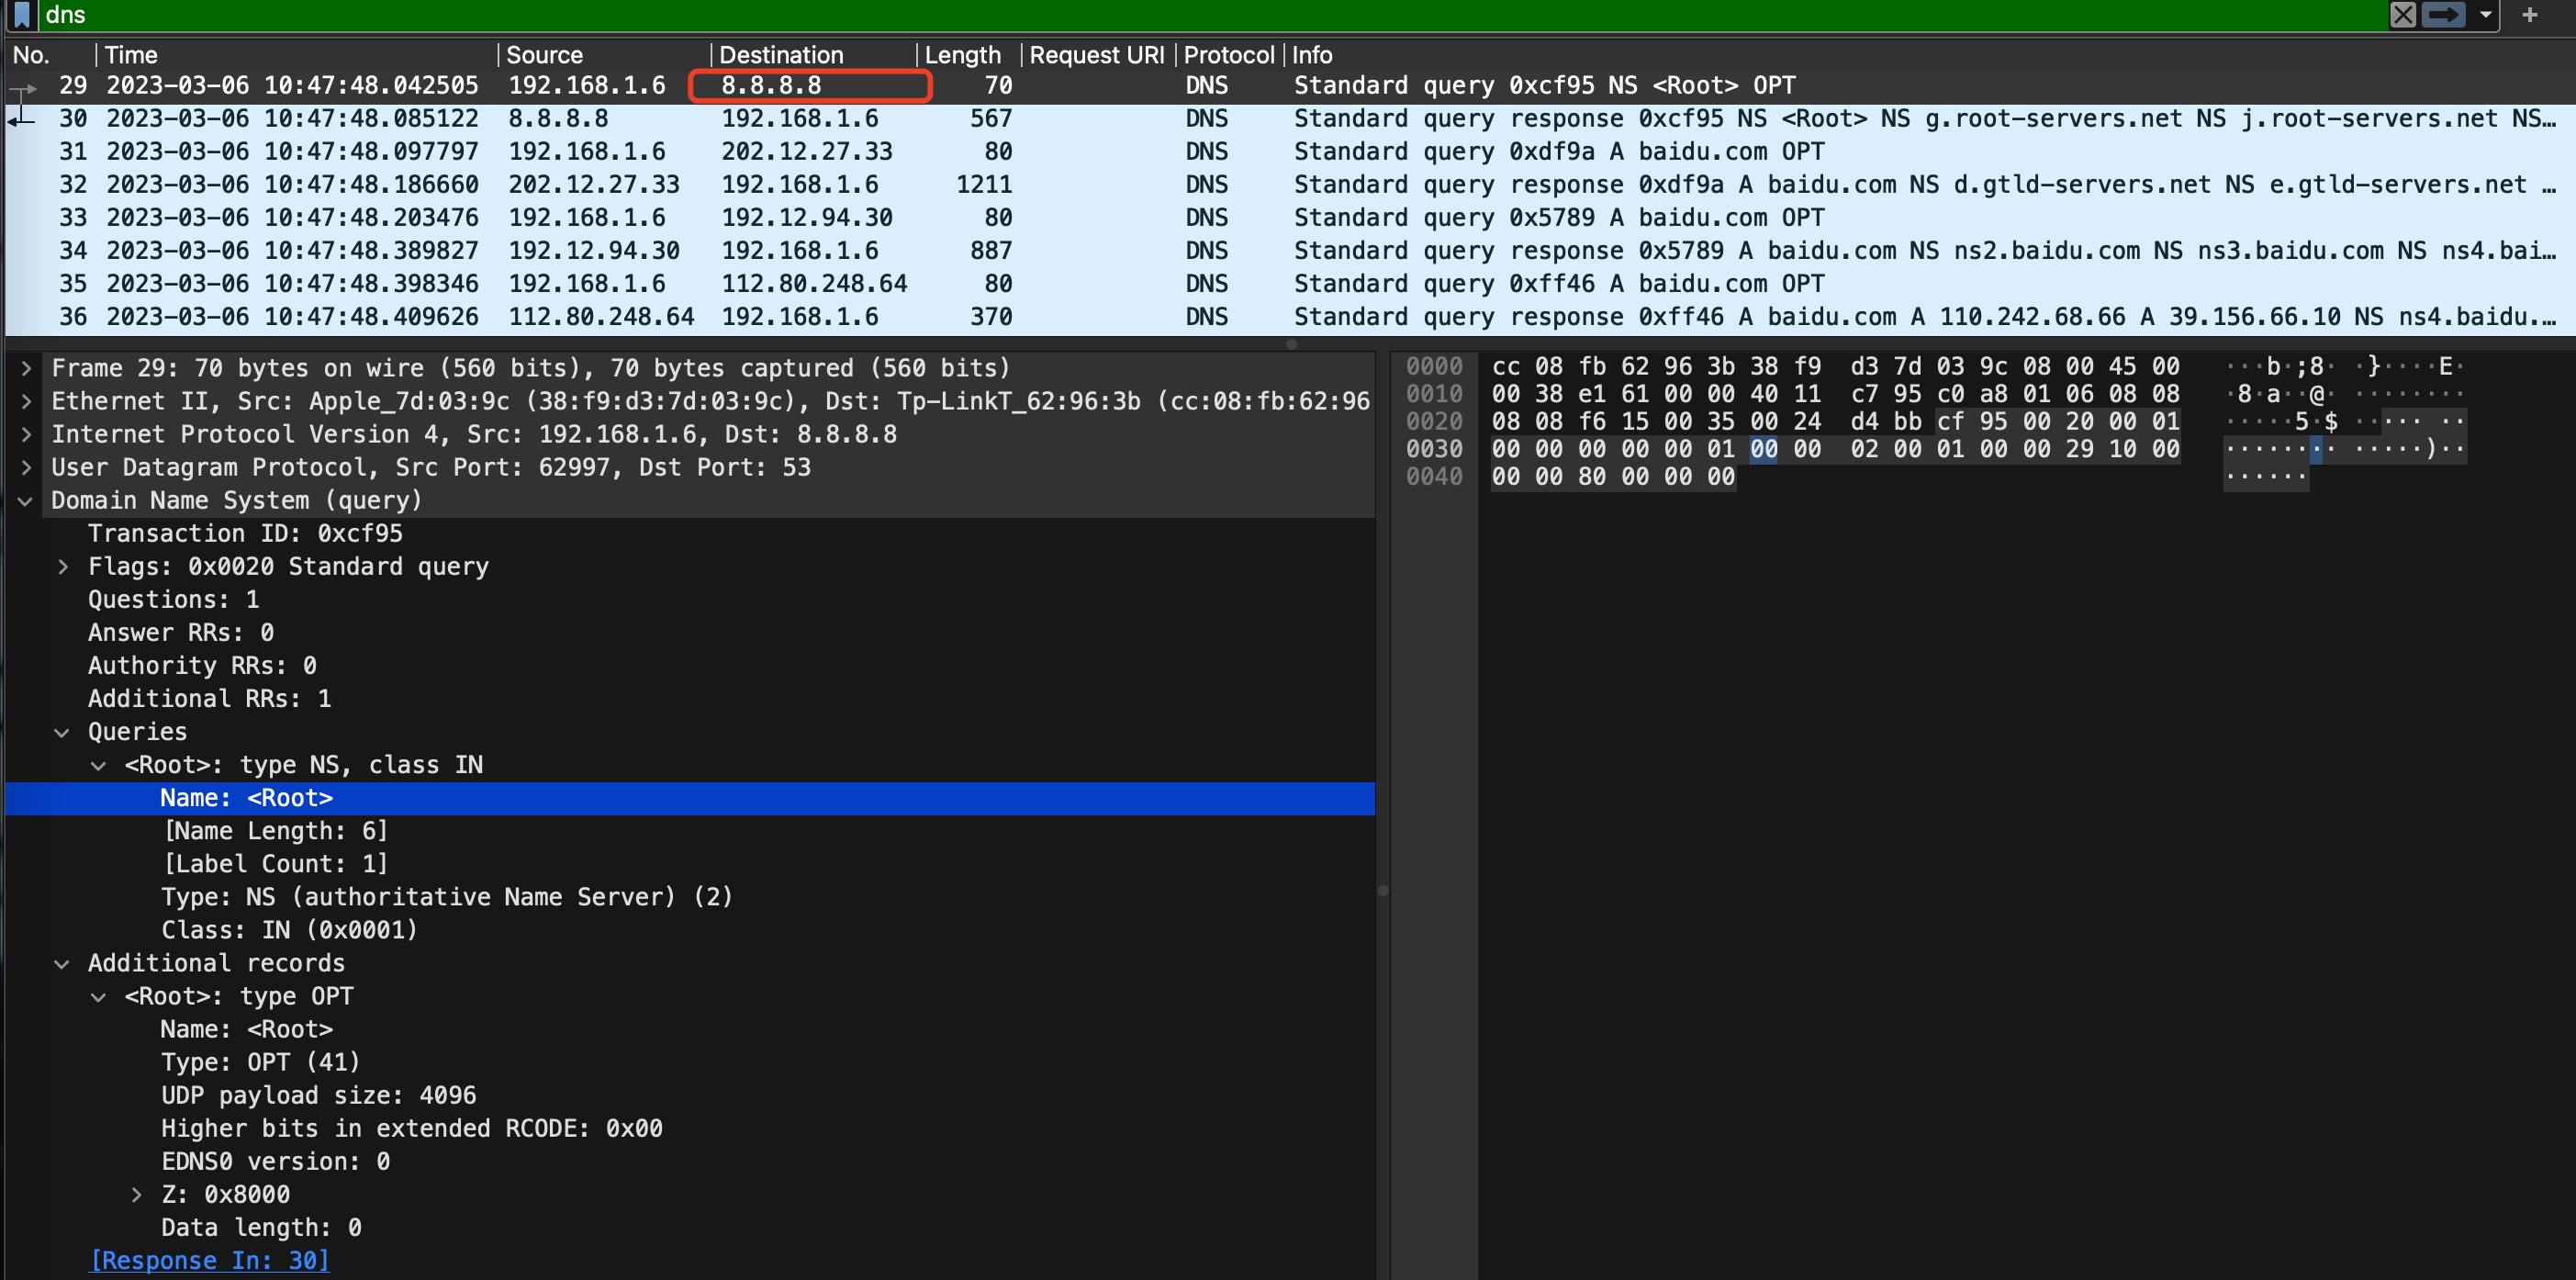 dns
No. Time Source Destination Length Request URI Protocol Info
29 2023-03-06 10:47:48.042505 192.168.1.6 8.8.8.8 70 DNS Standard query 0xcf95 NS <Root> OPT
30 2023-03-06 10:47:48.085122 8.8.8.8 192.168.1.6 567 DNS Standard query response 0xcf95 NS <Root> NS g.root-servers.net NS j.root-servers.net NS…
31 2023-03-06 10:47:48.097797 192.168.1.6 202.12.27.33 80 DNS Standard query 0xdf9a A baidu.com OPT
32 2023-03-06 10:47:48.186660 202.12.27.33 192.168.1.6 1211 DNS Standard query response 0xdf9a A baidu.com NS d.gtld-servers.net NS e.gtld-servers.net …
33 2023-03-06 10:47:48.203476 192.168.1.6 192.12.94.30 80 DNS Standard query 0x5789 A baidu.com OPT
34 2023-03-06 10:47:48.389827 192.12.94.30 192.168.1.6 887 DNS Standard query response 0x5789 A baidu.com NS ns2.baidu.com NS ns3.baidu.com NS ns4.bai…
35 2023-03-06 10:47:48.398346 192.168.1.6 112.80.248.64 80 DNS Standard query 0xff46 A baidu.com OPT
36 2023-03-06 10:47:48.409626 112.80.248.64 192.168.1.6 370 DNS Standard query response 0xff46 A baidu.com A 110.242.68.66 A 39.156.66.10 NS ns4.baidu.…
Frame 29: 70 bytes on wire (560 bits), 70 bytes captured (560 bits)
Ethernet II, Src: Apple_7d:03:9c (38:f9:d3:7d:03:9c), Dst: Tp-LinkT_62:96:3b (cc:08:fb:62:96
Internet Protocol Version 4, Src: 192.168.1.6, Dst: 8.8.8.8
User Datagram Protocol, Src Port: 62997, Dst Port: 53
Domain Name System (query)
Transaction ID: 0xcf95
Flags: 0x0020 Standard query
Questions: 1
Answer RRs: 0
Authority RRs: 0
Additional RRs: 1
Queries
<Root>: type NS, class IN
Name: <Root>
[Name Length: 6]
[Label Count: 1]
Type: NS (authoritative Name Server) (2)
Class: IN (0x0001)
Additional records
<Root>: type OPT
Name: <Root>
Type: OPT (41)
UDP payload size: 4096
Higher bits in extended RCODE: 0x00
EDNS0 version: 0
Z: 0x8000
Data length: 0
[Response In: 30]
0000 cc 08 fb 62 96 3b 38 f9 d3 7d 03 9c 08 00 45 00 ···b·;8· ·}····E·
0010 00 38 e1 61 00 00 40 11 c7 95 c0 a8 01 06 08 08 ·8·a··@· ········
0020 08 08 f6 15 00 35 00 24 d4 bb cf 95 00 20 00 01 ·····5·$ ····· ··
0030 00 00 00 00 00 01 00 00 02 00 01 00 00 29 10 00 ········ ·····)··
0040 00 00 80 00 00 00 ······